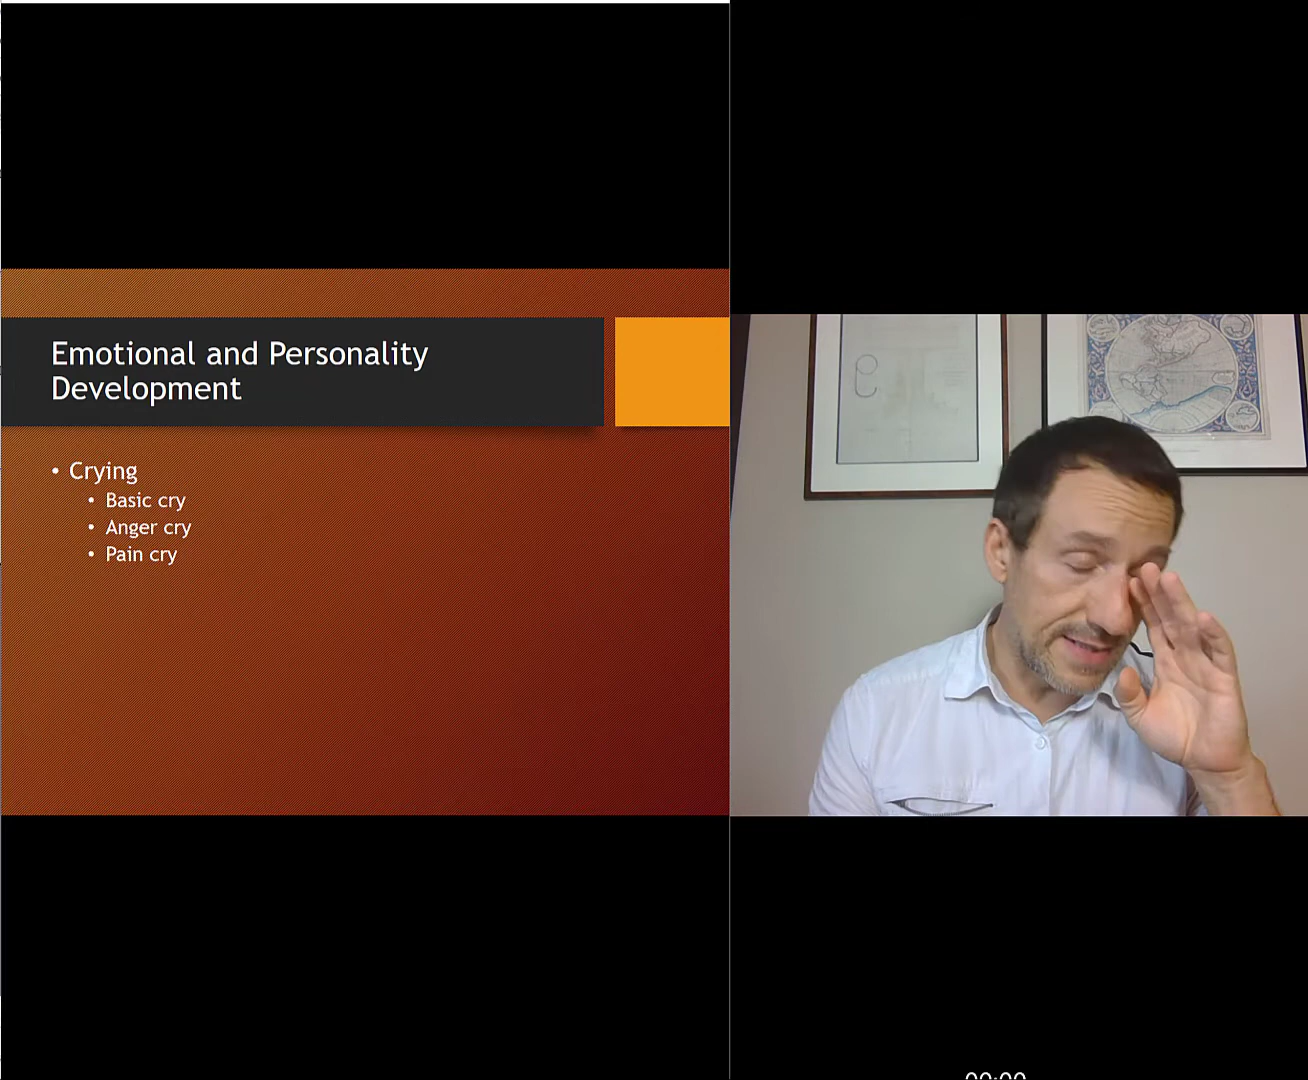 Emotional and Personality
Development
• Crying
• Basic cry
• Anger cry
• Pain cry